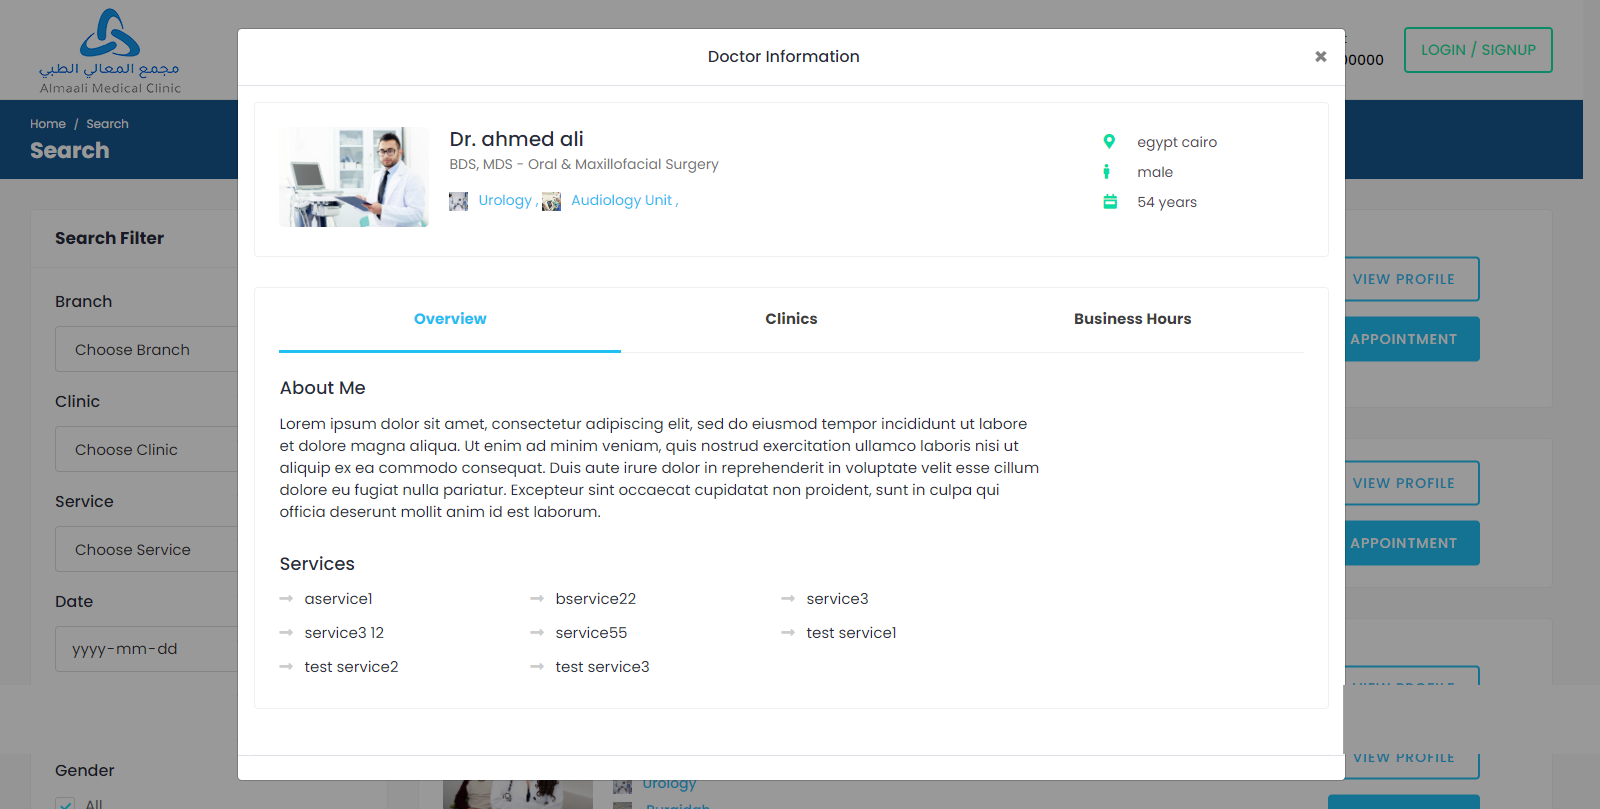 مجمع المعالي الطبي
Almaali Medical Clinic
00000
LOGIN / SIGNUP
Home / Search
Search
Search Filter
Branch
Choose Branch
Clinic
Choose Clinic
Service
Choose Service
Date
yyyy-mm-dd
Gender
All
Doctor Information
×
Dr. ahmed ali
BDS, MDS - Oral & Maxillofacial Surgery
Urology , Audiology Unit ,
egypt cairo
male
54 years
Overview Clinics Business Hours
About Me
Lorem ipsum dolor sit amet, consectetur adipiscing elit, sed do eiusmod tempor incididunt ut labore
et dolore magna aliqua. Ut enim ad minim veniam, quis nostrud exercitation ullamco laboris nisi ut
aliquip ex ea commodo consequat. Duis aute irure dolor in reprehenderit in voluptate velit esse cillum
dolore eu fugiat nulla pariatur. Excepteur sint occaecat cupidatat non proident, sunt in culpa qui
officia deserunt mollit anim id est laborum.
Services
aservice1 bservice22 service3
service3 12 service55 test service1
test service2 test service3
VIEW PROFILE
APPOINTMENT
VIEW PROFILE
APPOINTMENT
VIEW PROFILE
VIEW PROFILE
Urology
Buraidah